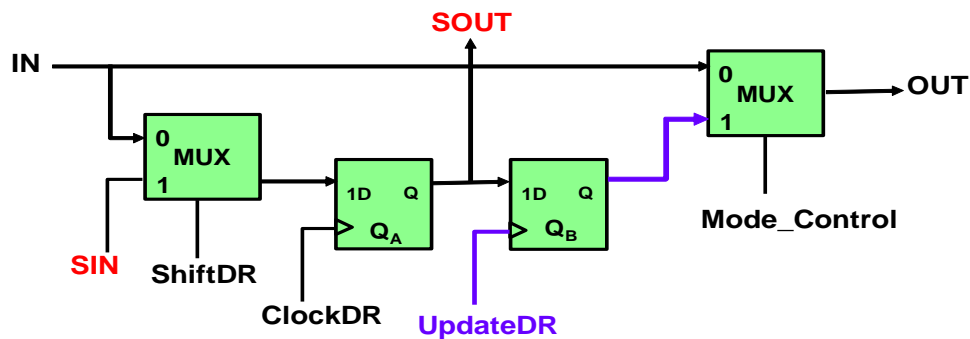 SOUT
IN
0
MUX
1
OUT
0
MUX
1
1D
Q
QA
1D
Q
QB
Mode_Control
SIN
ShiftDR
ClockDR
UpdateDR